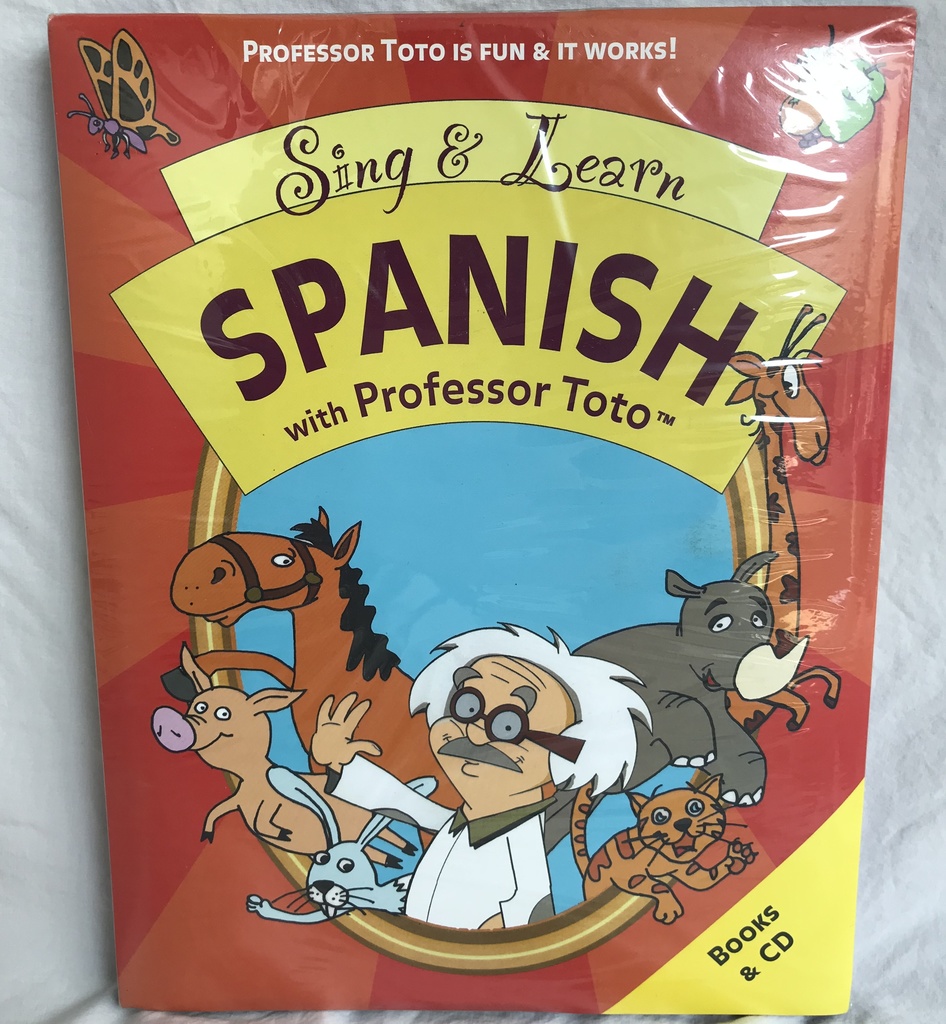 PROFESSOR TOTO IS FUN & IT WORKS!
Sing & Learn
SPANISH
with Professor Toto™
BOOKS
& CD